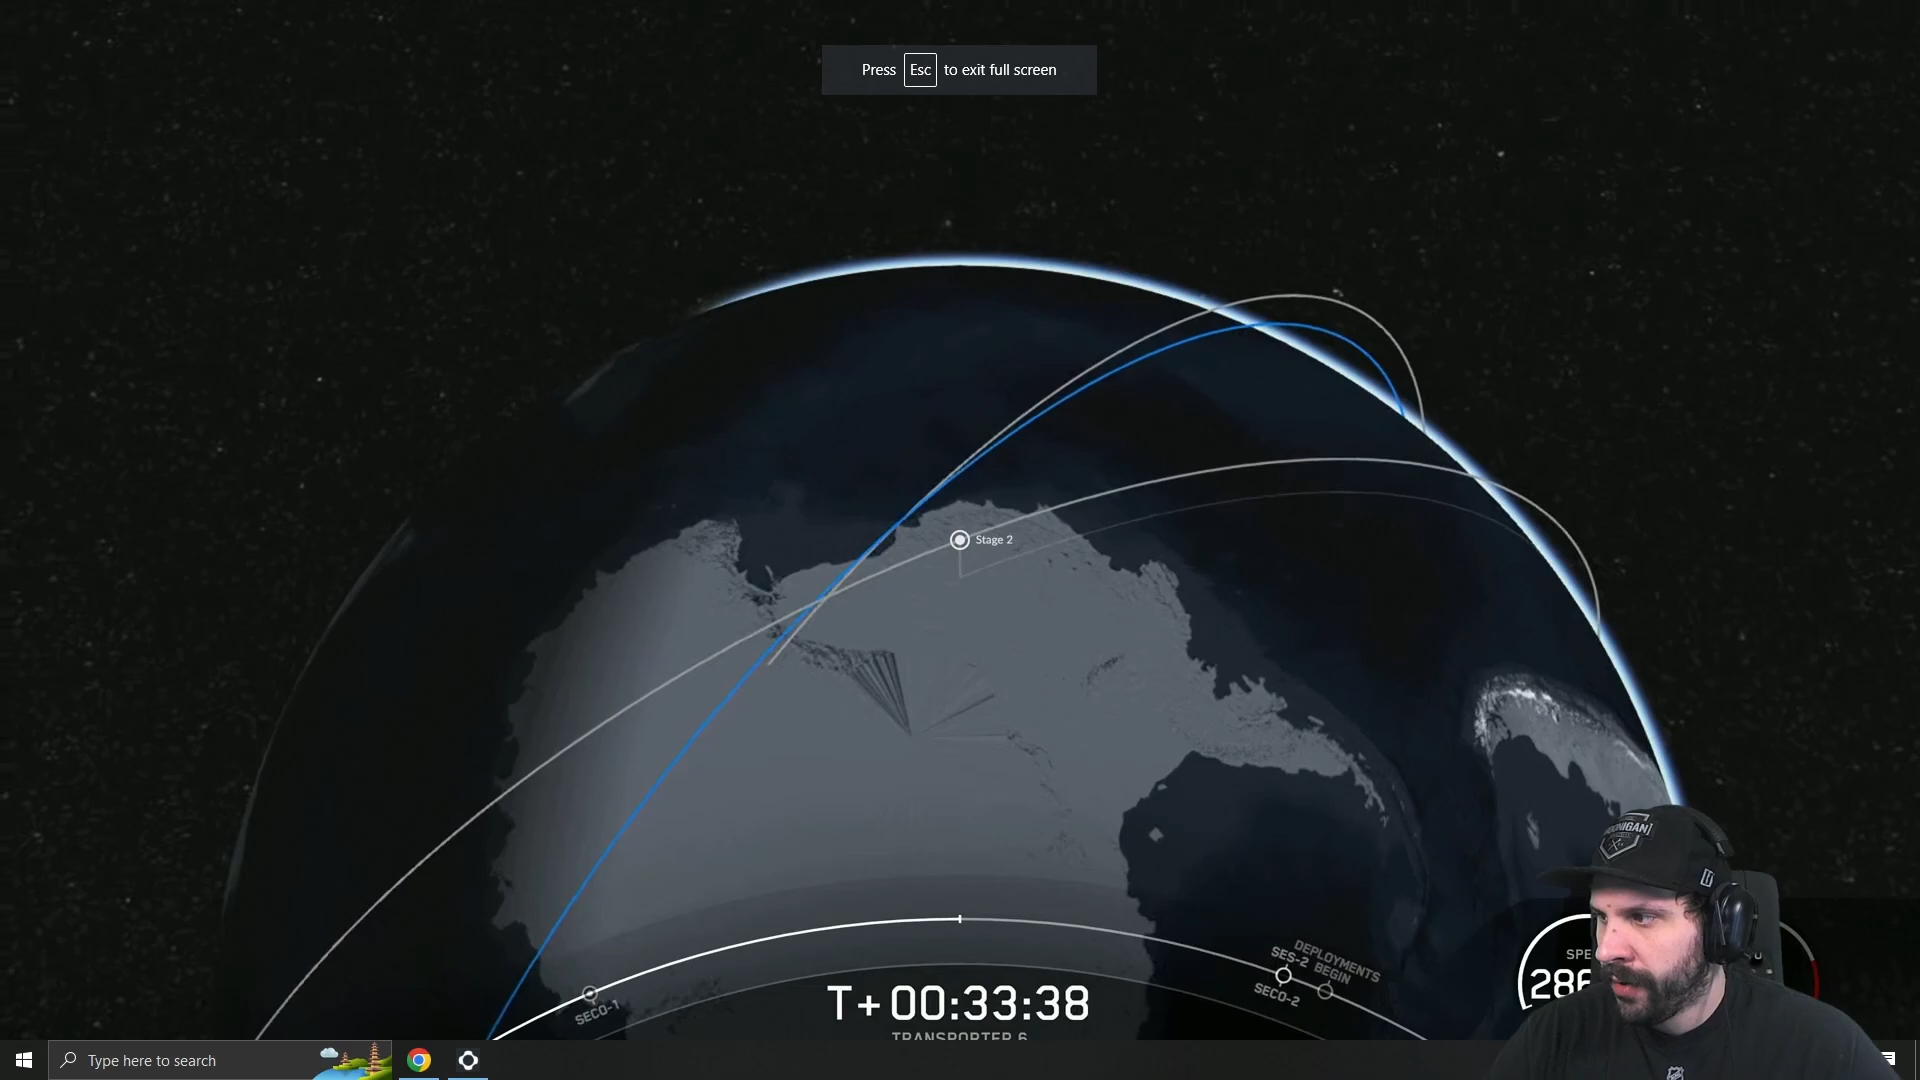 Press Esc to exit full screen
Stage 2
DEPLOYMENTS
BEGIN
SES-2
SECO-2
SECO-1
T+00:33:38
TRANSPORTER 6
Type here to search